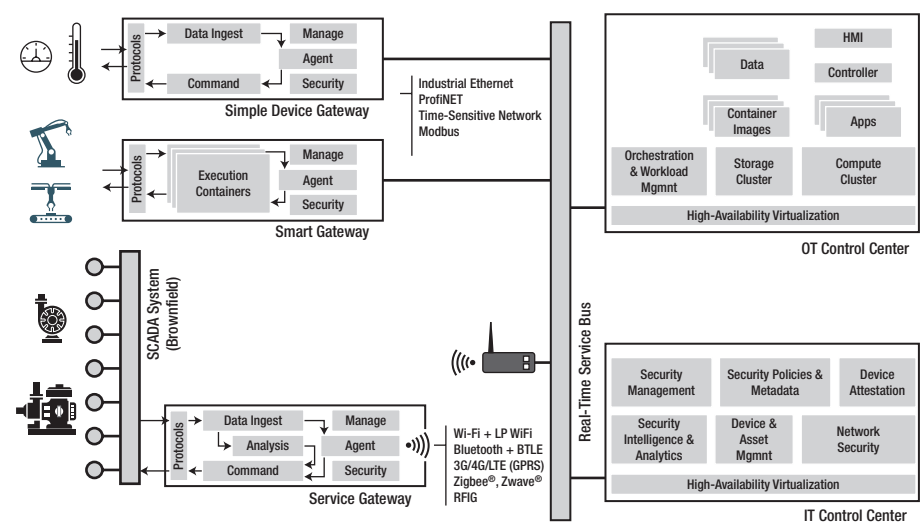 Protocols
Data Ingest
Command
Manage
Agent
Security
Simple Device Gateway
Industrial Ethernet
ProfiNET
Time-Sensitive Network
Modbus
Protocols
Execution
Containers
Manage
Agent
Security
Smart Gateway
SCADA System
(Brownfield)
Protocols
Data Ingest
Analysis
Command
Manage
Agent
Security
Service Gateway
Wi-Fi + LP WiFi
Bluetooth + BTLE
3G/4G/LTE (GPRS)
Zigbee®, Zwave®
RFIG
Real-Time Service Bus
Data
HMI
Controller
Container
Images
Apps
Orchestration
& Workload
Mgmnt
Storage
Cluster
Compute
Cluster
High-Availability Virtualization
OT Control Center
Security
Management
Security Policies &
Metadata
Device
Attestation
Security
Intelligence &
Analytics
Device &
Asset
Mgmnt
Network
Security
High-Availability Virtualization
IT Control Center